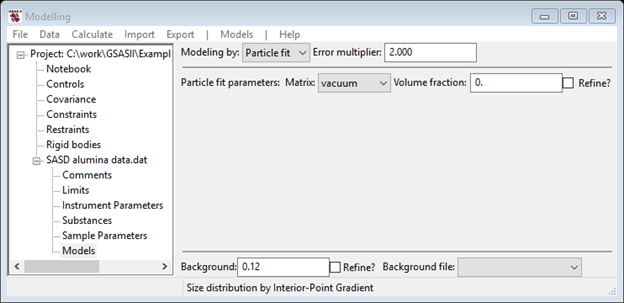 Modelling
File Data Calculate Import Export | Models | Help
Project: C:\work\GSASII\Exampl
Notebook
Controls
Covariance
Constraints
Restraints
Rigid bodies
SASD alumina data.dat
Comments
Limits
Instrument Parameters
Substances
Sample Parameters
Models
Modeling by: Particle fit Error multiplier: 2.000
Particle fit parameters: Matrix: vacuum Volume fraction: 0. Refine?
Background: 0.12 Refine? Background file:
Size distribution by Interior-Point Gradient